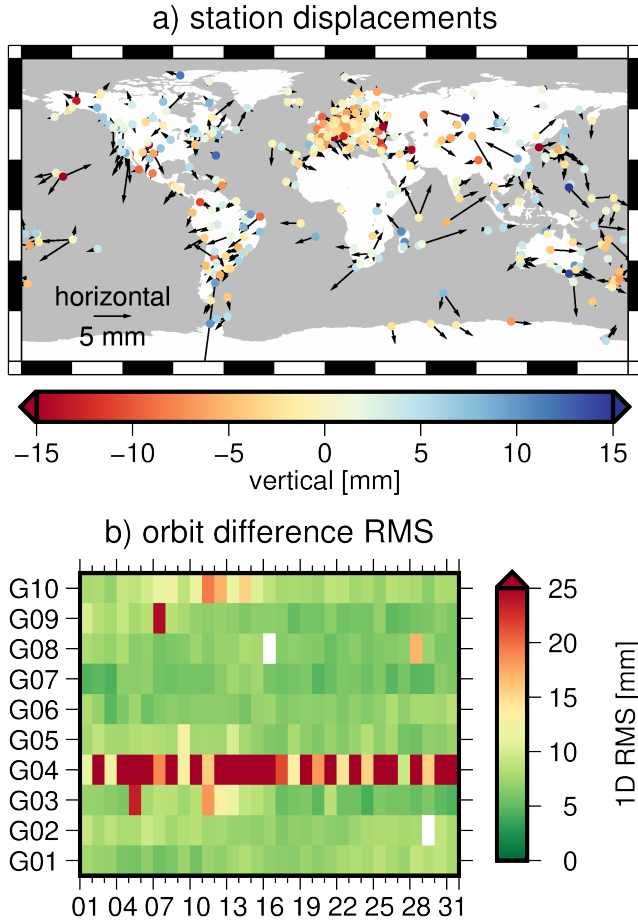 a) station displacements
horizontal
5 mm
−15 −10 −5 0 5 10 15
vertical [mm]
b) orbit difference RMS
G10
G09
G08
G07
G06
G05
G04
G03
G02
G01
01 04 07 10 13 16 19 22 25 28 31
25
20
15
10
5
0
1D RMS [mm]